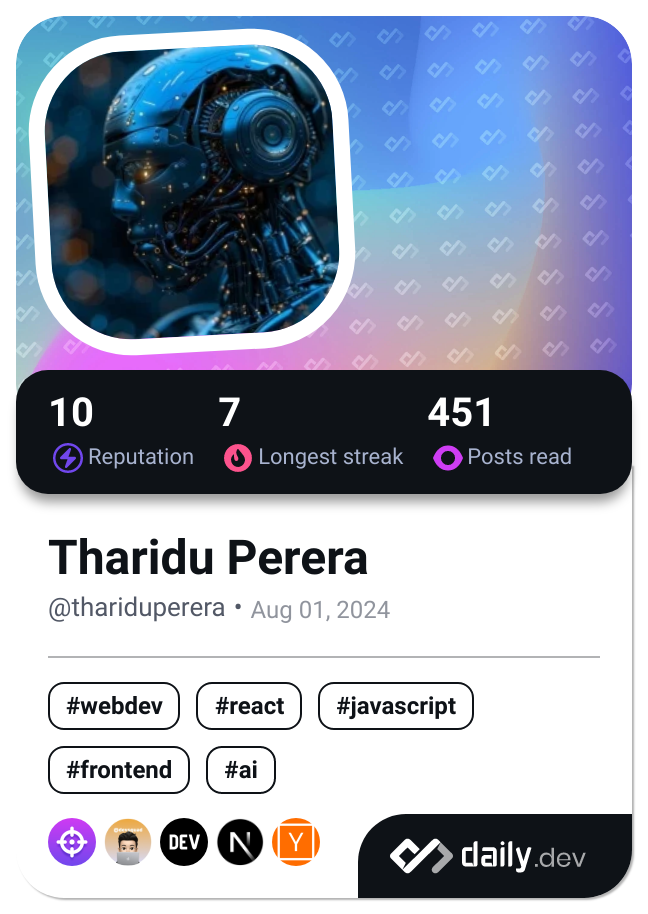 10
7
451
Reputation
Longest streak
Posts read
Tharidu Perera
@thariduperera • Aug 01, 2024
#webdev
#react
#javascript
#frontend
#ai
DEV
N
Y
daily.dev